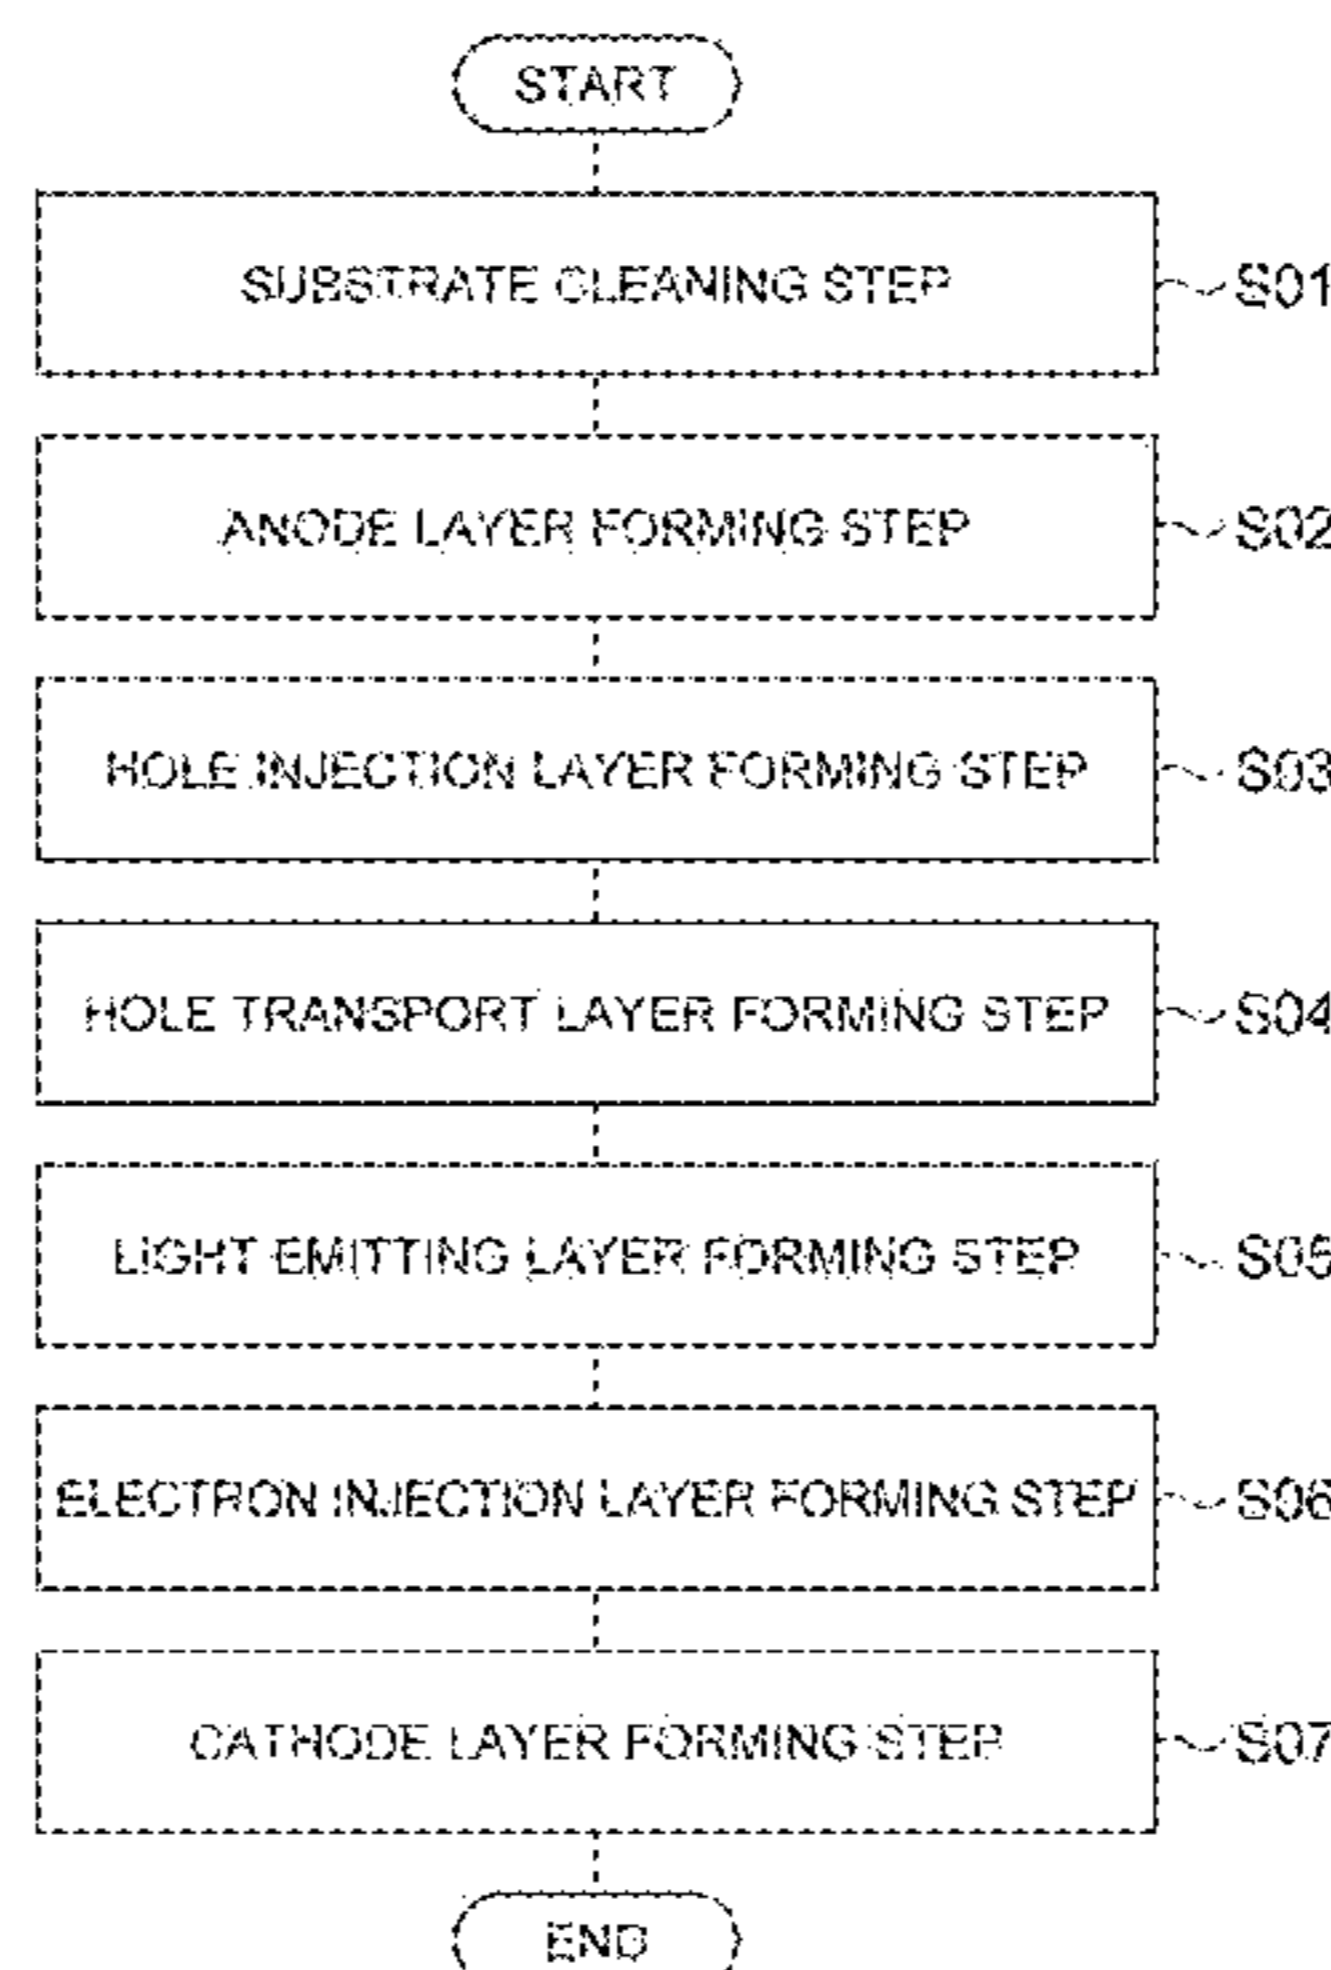 START
SUBSTRATE CLEANING STEP
S01
ANODE LAYER FORMING STEP
S02
HOLE INJECTION LAYER FORMING STEP
S03
HOLE TRANSPORT LAYER FORMING STEP
S04
LIGHT EMITTING LAYER FORMING STEP
S05
ELECTRON INJECTION LAYER FORMING STEP
S06
CATHODE LAYER FORMING STEP
S07
END